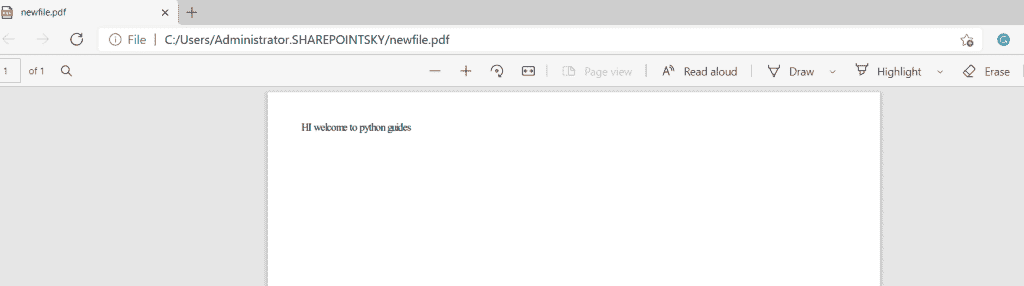 newfile.pdf
File | C:/Users/Administrator.SHAREPOINTSKY/newfile.pdf
1 of 1 Page view | Read aloud | Draw Highlight Erase
HI welcome to python guides